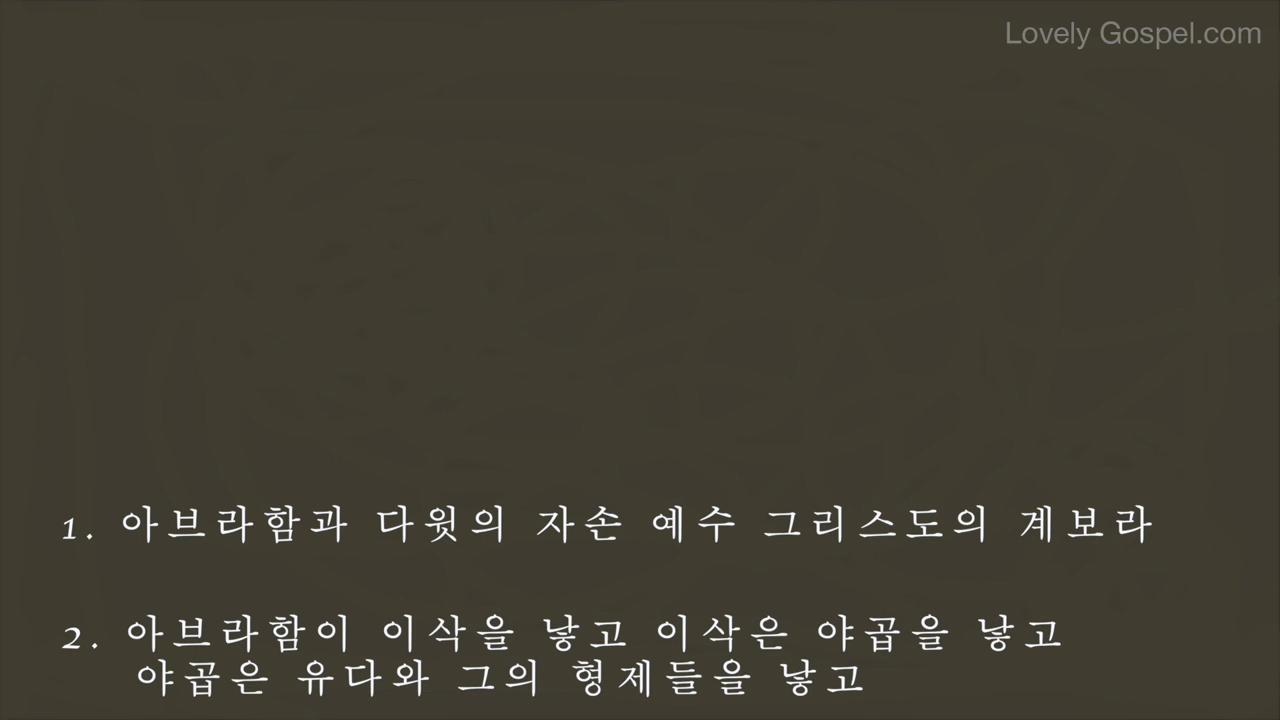 Lovely Gospel.com
1. 아브라함과 다윗의 자손 예수 그리스도의 계보라
2. 아브라함이 이삭을 낳고 이삭은 야곱을 낳고
야곱은 유다와 그의 형제들을 낳고